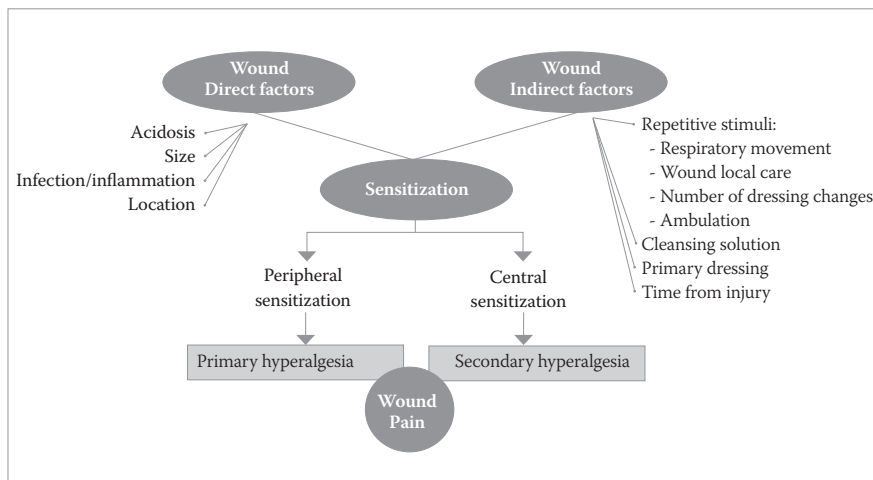 Wound
Direct factors
Wound
Indirect factors
Acidosis
Size
Infection/inflammation
Location
Repetitive stimuli:
- Respiratory movement
- Wound local care
- Number of dressing changes
- Ambulation
Cleansing solution
Primary dressing
Time from injury
Sensitization
Peripheral
sensitization
Central
sensitization
Primary hyperalgesia
Secondary hyperalgesia
Wound
Pain